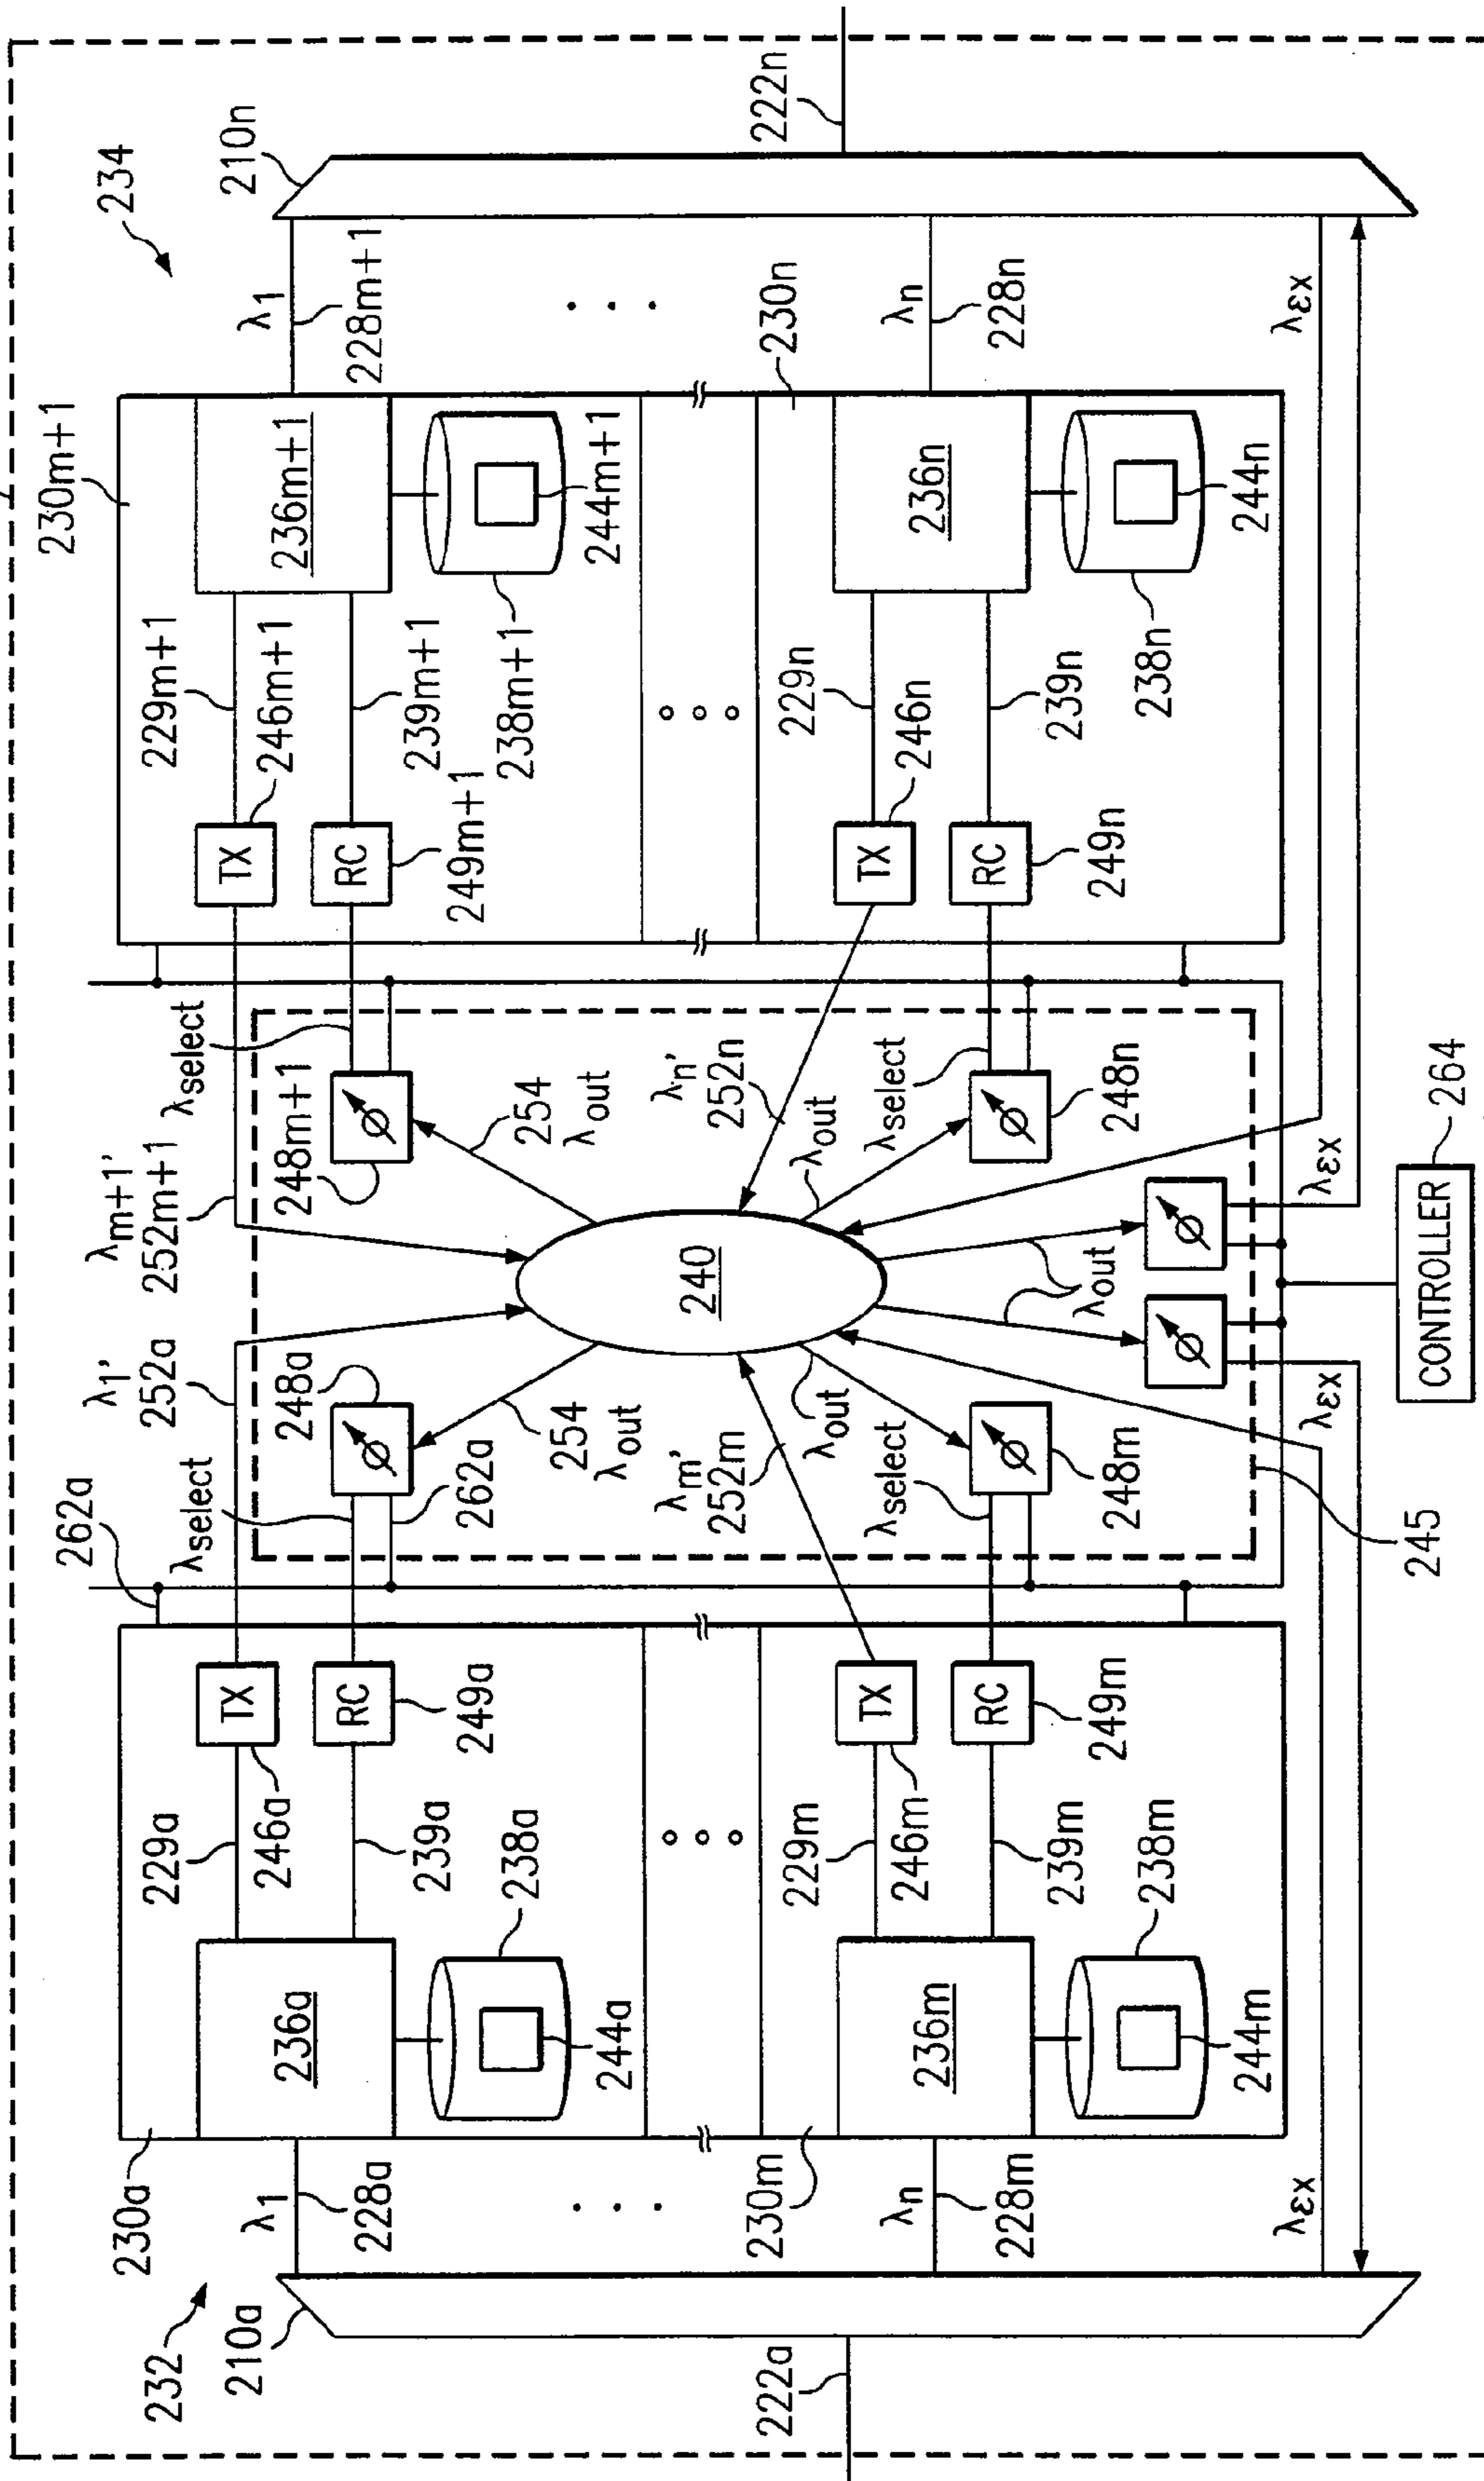 232
210a
222a
λ1
228a
. . .
λn
228m
λεx
230a
236a
238a
244a
229a
246a
239a
TX
RC
249a
230m
236m
238m
244m
229m
246m
239m
TX
RC
249m
262a
λselect
λ1'
252a
248a
262a
254
λout
λm'
252m
λout
λselect
248m
240
245
λm+1'
252m+1
λselect
248m+1
254
λout
λn'
252n
λout
λselect
248n
λout
λεx
λεx
CONTROLLER
264
230m+1
229m+1
246m+1
TX
RC
249m+1
239m+1
236m+1
238m+1
244m+1
230n
229n
246n
TX
RC
249n
239n
236n
238n
244n
234
210n
222n
λ1
228m+1
. . .
λn
228n
λεx